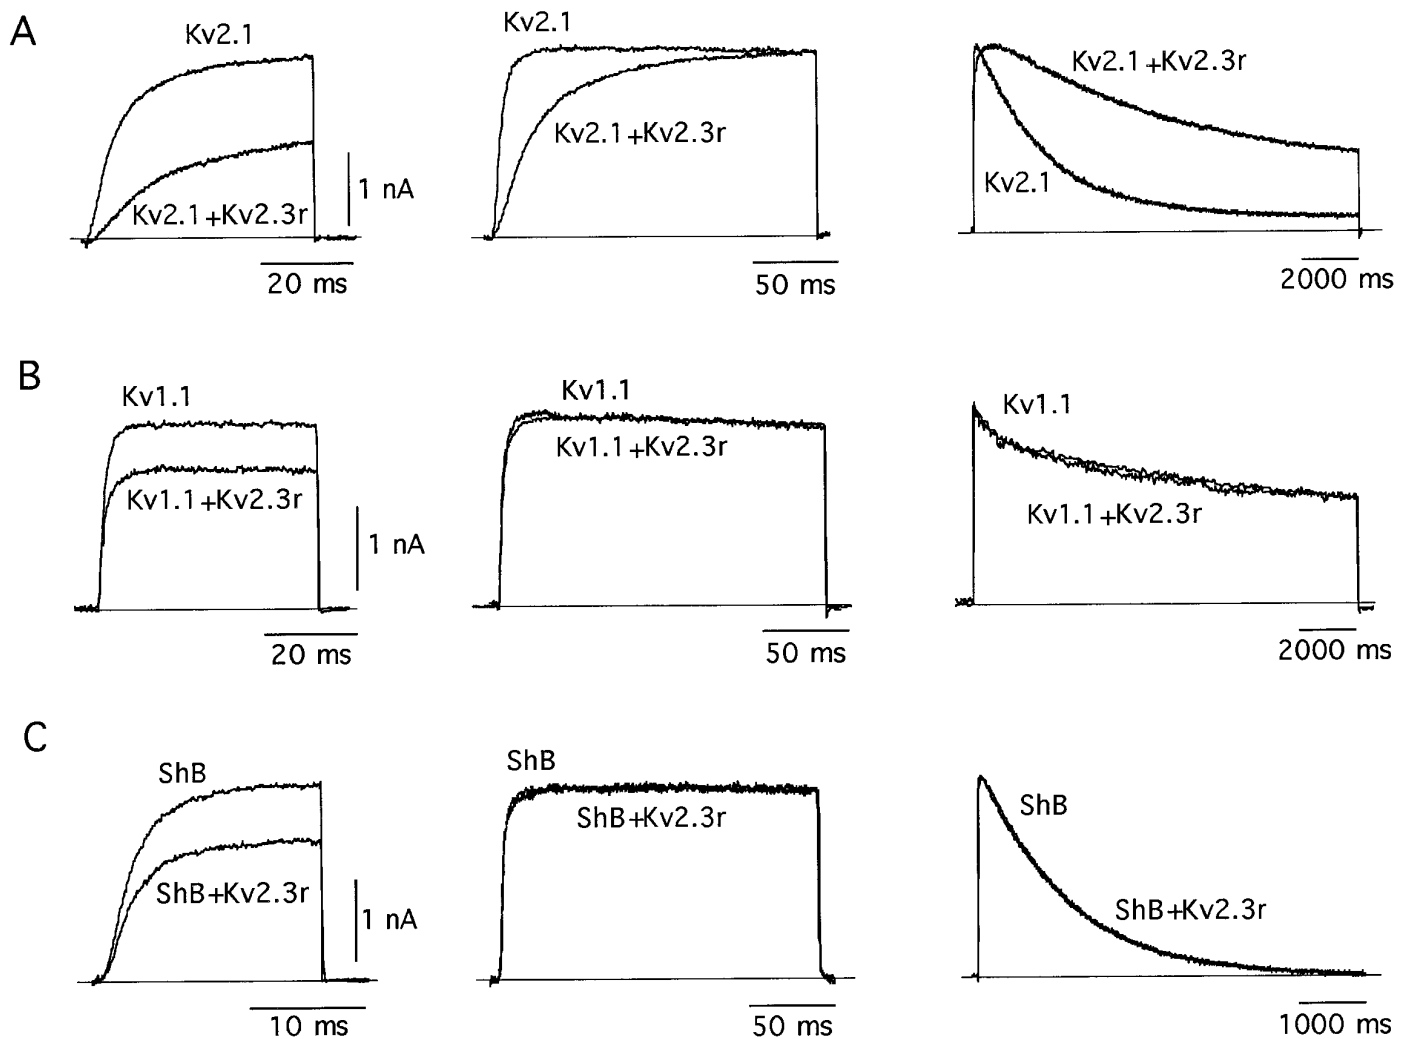 A
Kv2.1
Kv2.1+Kv2.3r
1 nA
20 ms
Kv2.1
Kv2.1+Kv2.3r
50 ms
Kv2.1+Kv2.3r
Kv2.1
2000 ms
B
Kv1.1
Kv1.1+Kv2.3r
1 nA
20 ms
Kv1.1
Kv1.1+Kv2.3r
50 ms
Kv1.1
Kv1.1+Kv2.3r
2000 ms
C
ShB
ShB+Kv2.3r
1 nA
10 ms
ShB
ShB+Kv2.3r
50 ms
ShB
ShB+Kv2.3r
1000 ms